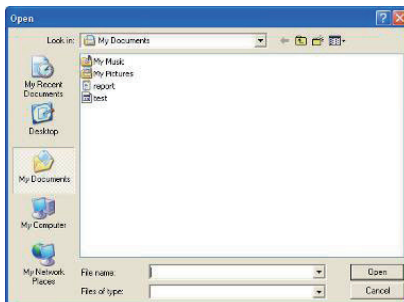 Open
Look in:
My Documents
My Music
My Pictures
report
test
My Recent
Documents
Desktop
My Documents
My Computer
My Network
Places
File name:
Open
Files of type:
Cancel